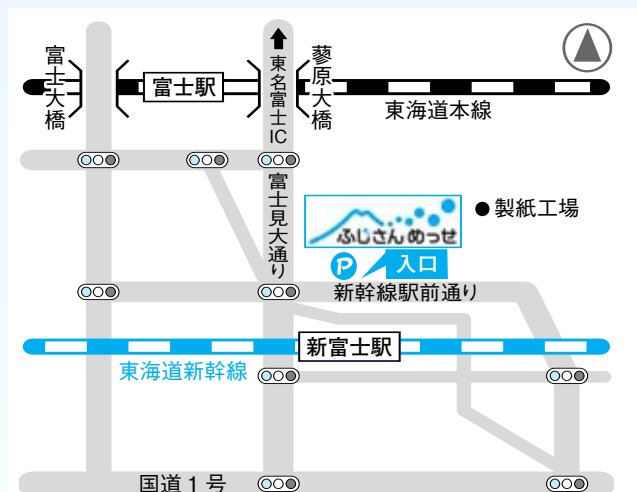 富士大橋
富士駅
東名富士IC
蓼原大橋
東海道本線
富士見大通り
ふじさんめっせ
製紙工場
P
入口
新幹線駅前通り
新富士駅
東海道新幹線
国道1号